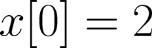 x[0] = 2